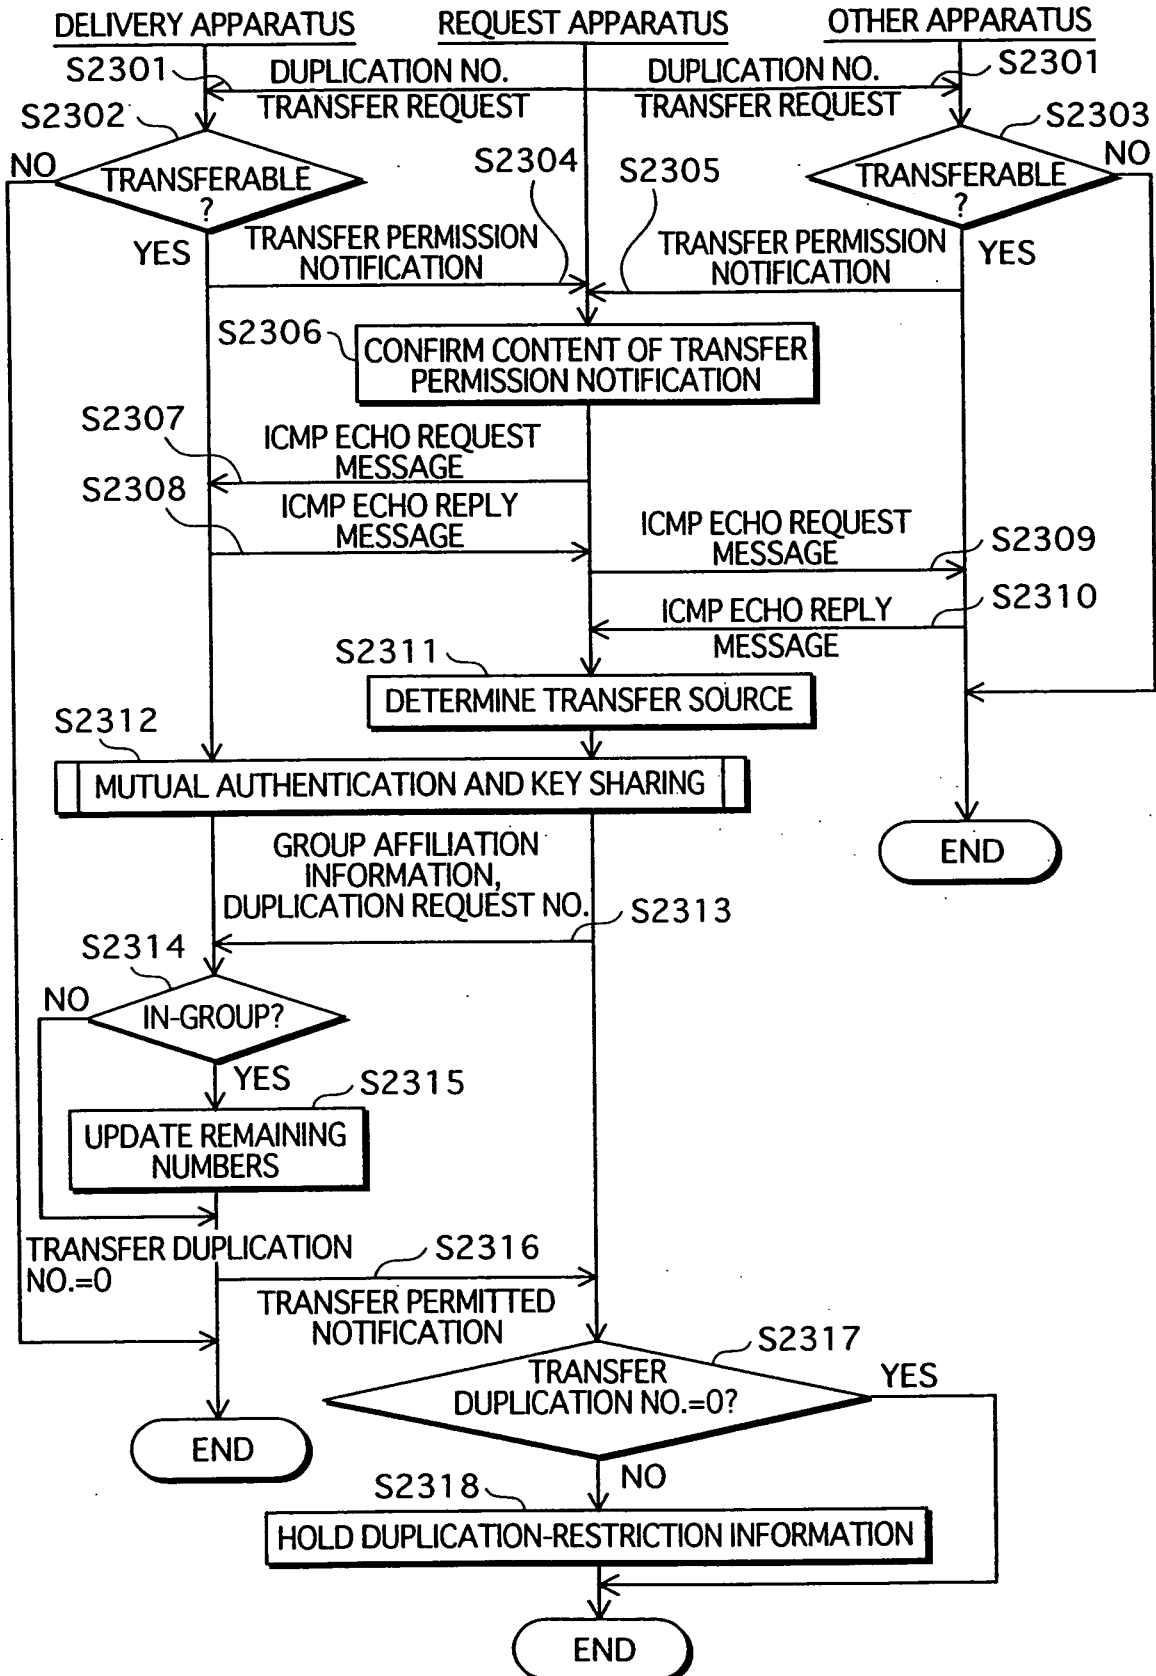 DELIVERY APPARATUS
REQUEST APPARATUS
OTHER APPARATUS
S2301
DUPLICATION NO.
TRANSFER REQUEST
DUPLICATION NO.
TRANSFER REQUEST
S2301
S2302
NO
TRANSFERABLE
?
YES
S2303
NO
TRANSFERABLE
?
YES
S2304
TRANSFER PERMISSION
NOTIFICATION
S2305
TRANSFER PERMISSION
NOTIFICATION
S2306
CONFIRM CONTENT OF TRANSFER
PERMISSION NOTIFICATION
S2307
ICMP ECHO REQUEST
MESSAGE
S2308
ICMP ECHO REPLY
MESSAGE
ICMP ECHO REQUEST
MESSAGE
S2309
ICMP ECHO REPLY
MESSAGE
S2310
S2311
DETERMINE TRANSFER SOURCE
S2312
MUTUAL AUTHENTICATION AND KEY SHARING
END
GROUP AFFILIATION
INFORMATION,
DUPLICATION REQUEST NO.
S2313
S2314
NO
IN-GROUP?
YES
S2315
UPDATE REMAINING
NUMBERS
TRANSFER DUPLICATION
NO.=0
S2316
TRANSFER PERMITTED
NOTIFICATION
S2317
TRANSFER
DUPLICATION NO.=0?
YES
END
NO
S2318
HOLD DUPLICATION-RESTRICTION INFORMATION
END